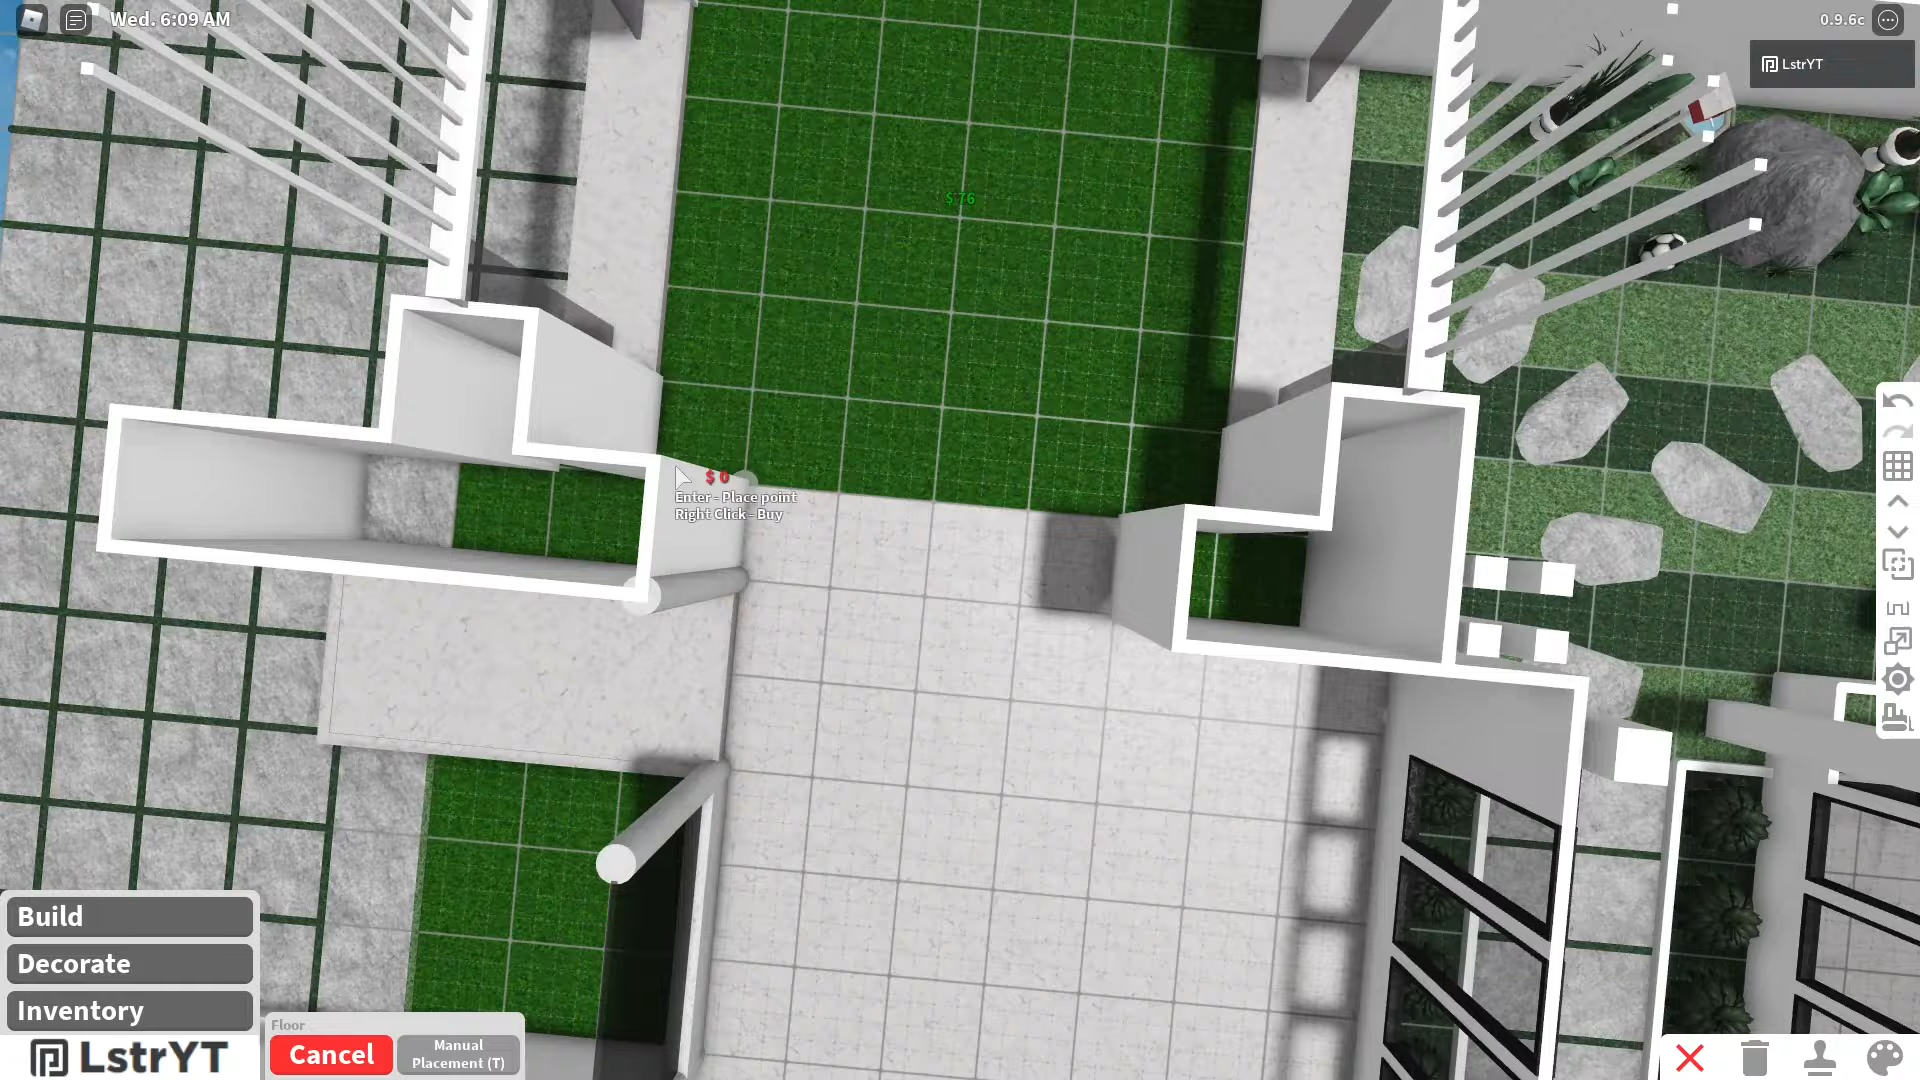 Wed. 6:09 AM
0.9.6c
LstrYT
$ 76
$ 0
Enter - Place point
Right Click - Buy
Build
Decorate
Inventory
LstrYT
Floor
Cancel
Manual
Placement (T)